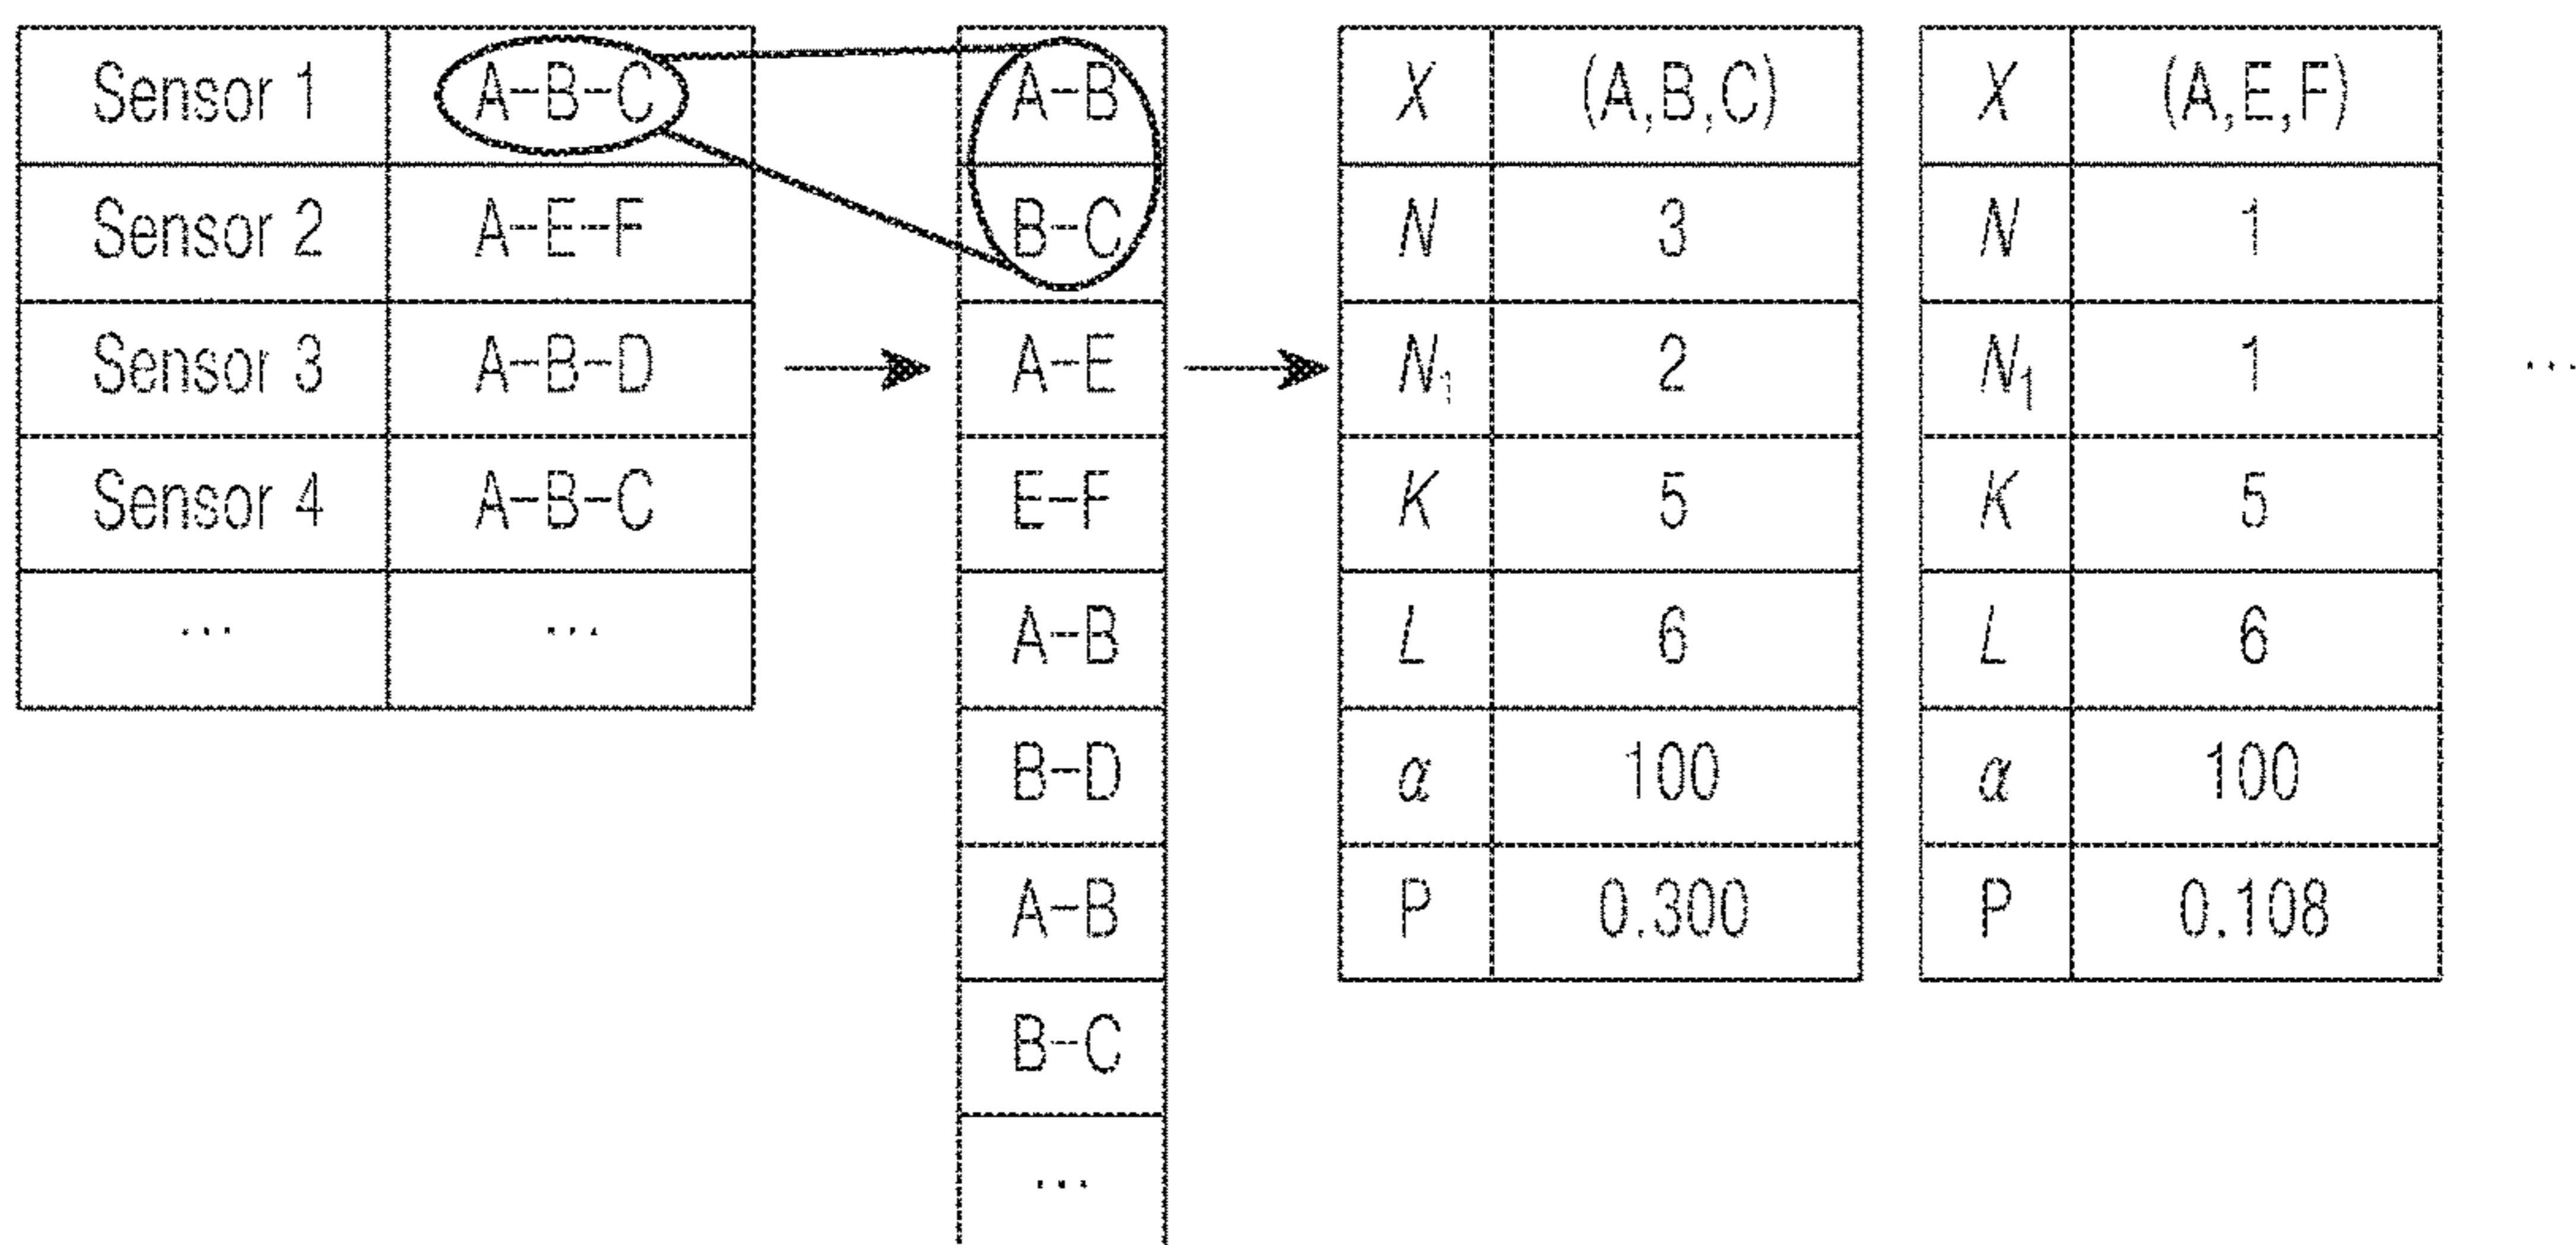 Sensor 1 A-B-C
Sensor 2 A-E-F
Sensor 3 A-B-D
Sensor 4 A-B-C
... ...
A-B
B-C
A-E
E-F
A-B
B-D
A-B
B-C
...
X (A,B,C)
N 3
N₁ 2
K 5
L 6
α 100
P 0.300
X (A,E,F)
N 1
N₁ 1
K 5
L 6
α 100
P 0.108
...